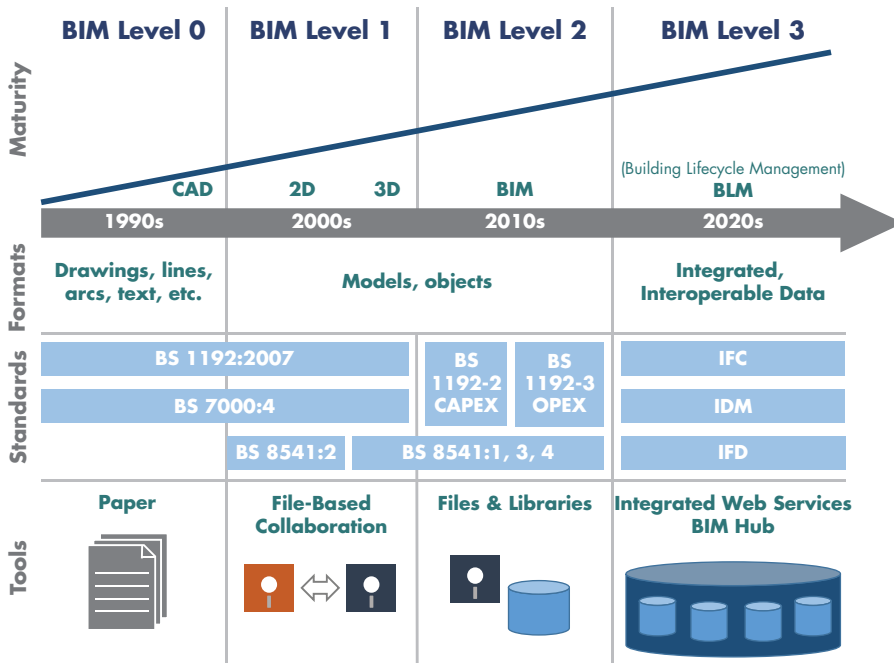 BIM Level 0
BIM Level 1
BIM Level 2
BIM Level 3
Maturity
(Building Lifecycle Management)
CAD
2D
3D
BIM
BLM
1990s
2000s
2010s
2020s
Formats
Drawings, lines,
arcs, text, etc.
Models, objects
Integrated,
Interoperable Data
Standards
BS 1192:2007
BS
1192-2
CAPEX
BS
1192-3
OPEX
IFC
BS 7000:4
IDM
BS 8541:2
BS 8541:1, 3, 4
IFD
Tools
Paper
File-Based
Collaboration
Files & Libraries
Integrated Web Services
BIM Hub